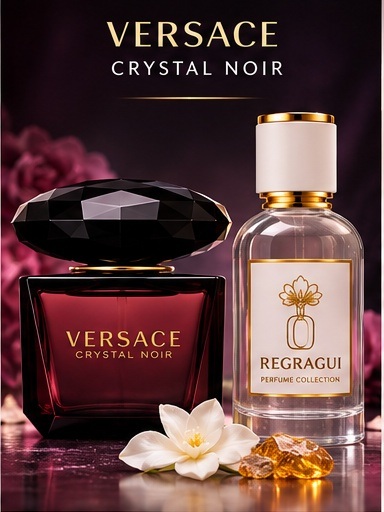 VERSACE
CRYSTAL NOIR
VERSACE
CRYSTAL NOIR
REGRAGUI
PERFUME COLLECTION